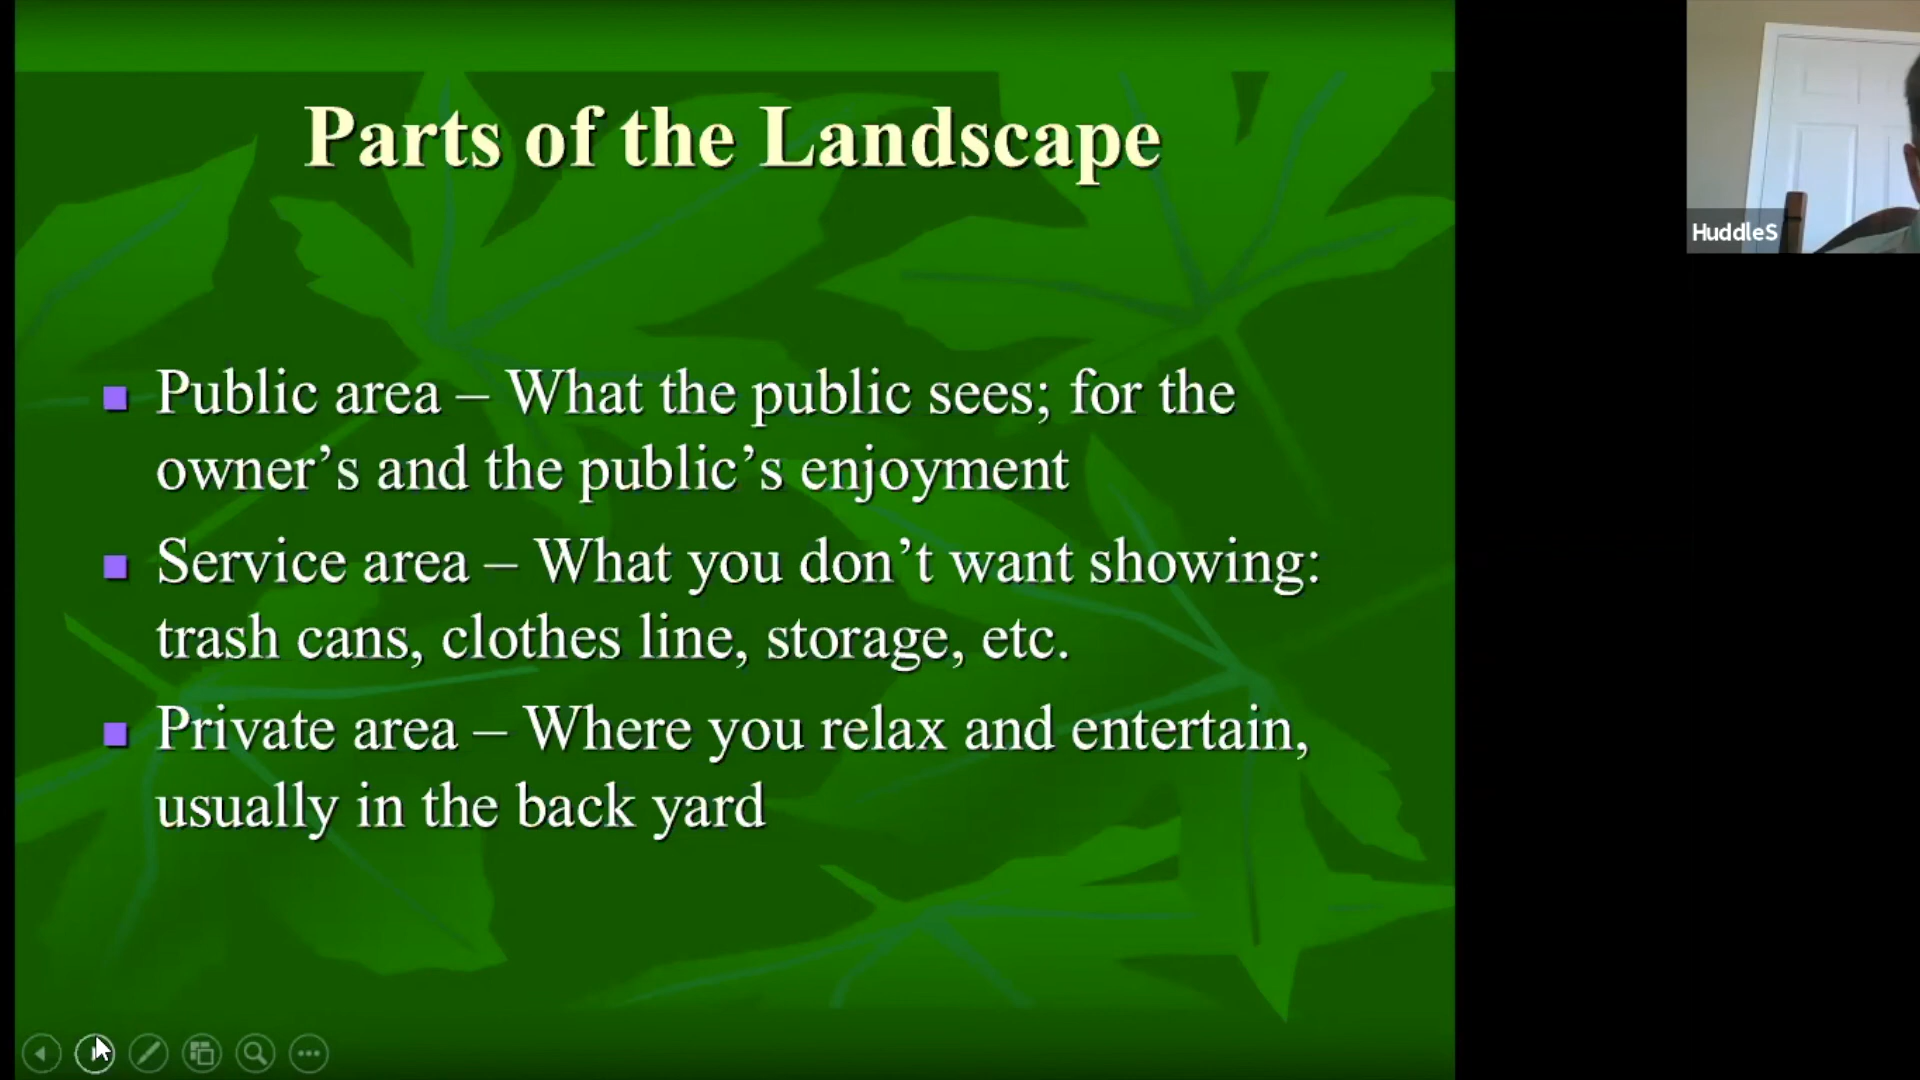 Parts of the Landscape
HuddleS
Public area – What the public sees; for the
owner’s and the public’s enjoyment
Service area – What you don’t want showing:
trash cans, clothes line, storage, etc.
Private area – Where you relax and entertain,
usually in the back yard